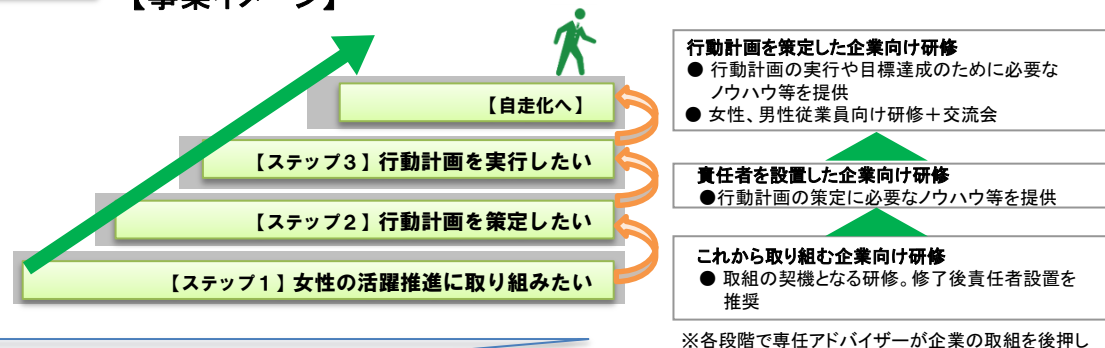 【事業イメージ】
【自走化へ】
【ステップ３】行動計画を実行したい
【ステップ２】行動計画を策定したい
【ステップ１】女性の活躍推進に取り組みたい
行動計画を策定した企業向け研修
● 行動計画の実行や目標達成のために必要な
ノウハウ等を提供
● 女性、男性従業員向け研修＋交流会
責任者を設置した企業向け研修
●行動計画の策定に必要なノウハウ等を提供
これから取り組む企業向け研修
● 取組の契機となる研修。修了後責任者設置を
推奨
※各段階で専任アドバイザーが企業の取組を後押し